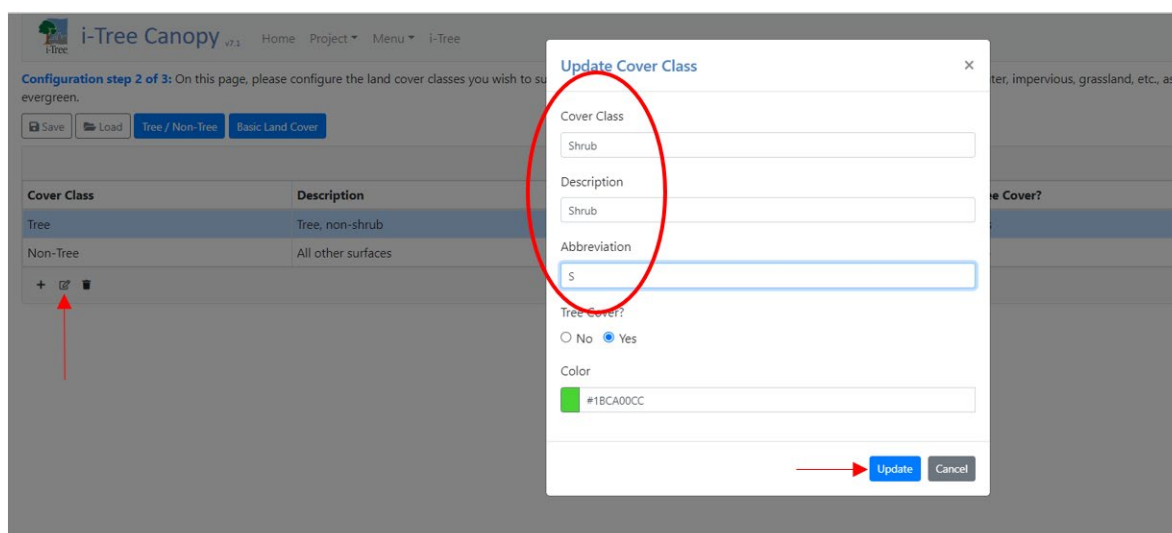 i-Tree
i-Tree Canopy v7.1 Home Project Menu i-Tree
Configuration step 2 of 3: On this page, please configure the land cover classes you wish to su
ter, impervious, grassland, etc., as
evergreen.
Save Load Tree / Non-Tree Basic Land Cover
Cover Class Description e Cover?
Tree Tree, non-shrub
Non-Tree All other surfaces
Update Cover Class ×
Cover Class
Shrub
Description
Shrub
Abbreviation
S
Tree Cover?
No Yes
Color
#1BCA00CC
Update Cancel